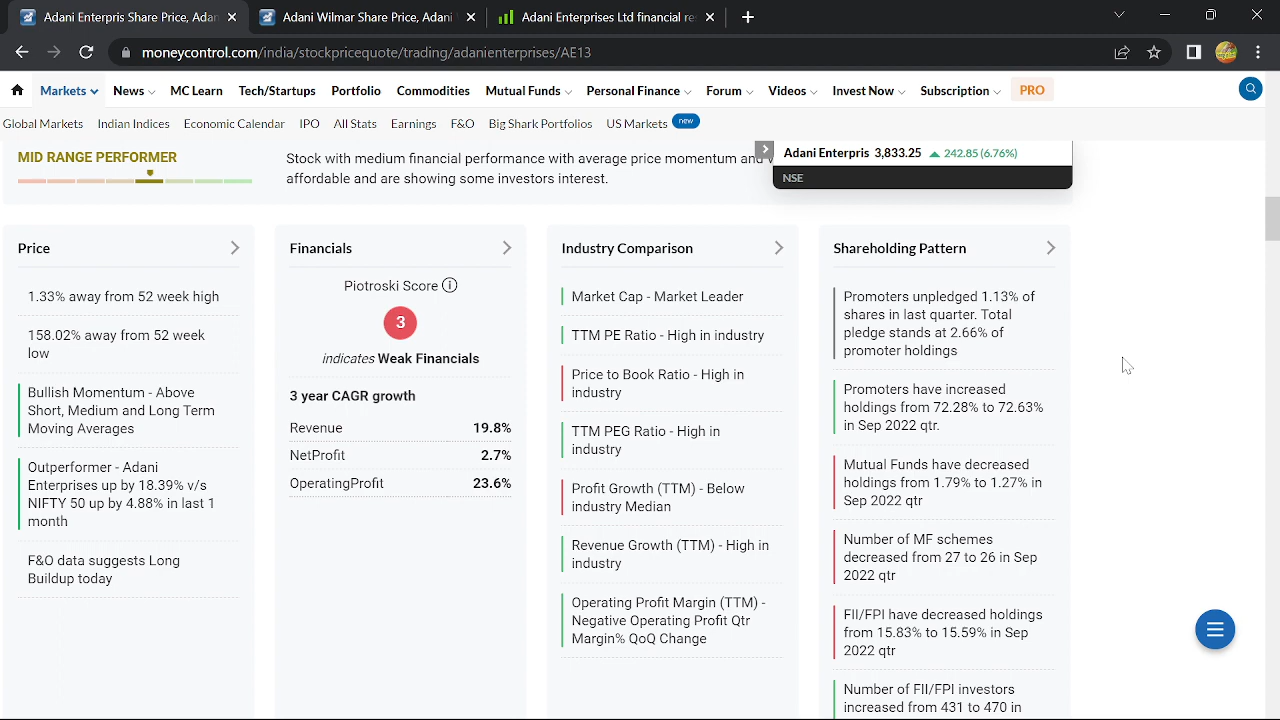 Adani Enterprises Share Price, Adan
Adani Wilmar Share Price, Adani
Adani Enterprises Ltd financial re
moneycontrol.com/india/stockpricequote/trading/adanienterprises/AE13
Markets News MC Learn Tech/Startups Portfolio Commodities Mutual Funds Personal Finance Forum Videos Invest Now Subscription PRO
Global Markets Indian Indices Economic Calendar IPO All Stats Earnings F&O Big Shark Portfolios US Markets new
MID RANGE PERFORMER
Stock with medium financial performance with average price momentum and
affordable and are showing some investors interest.
Adani Enterpris 3,833.25 242.85 (6.76%)
NSE
Price
1.33% away from 52 week high
158.02% away from 52 week
low
Bullish Momentum - Above
Short, Medium and Long Term
Moving Averages
Outperformer - Adani
Enterprises up by 18.39% v/s
NIFTY 50 up by 4.88% in last 1
month
F&O data suggests Long
Buildup today
Financials
Piotroski Score
3
indicates Weak Financials
3 year CAGR growth
Revenue 19.8%
NetProfit 2.7%
OperatingProfit 23.6%
Industry Comparison
Market Cap - Market Leader
TTM PE Ratio - High in industry
Price to Book Ratio - High in
industry
TTM PEG Ratio - High in
industry
Profit Growth (TTM) - Below
industry Median
Revenue Growth (TTM) - High in
industry
Operating Profit Margin (TTM) -
Negative Operating Profit Qtr
Margin% QoQ Change
Shareholding Pattern
Promoters unpledged 1.13% of
shares in last quarter. Total
pledge stands at 2.66% of
promoter holdings
Promoters have increased
holdings from 72.28% to 72.63%
in Sep 2022 qtr.
Mutual Funds have decreased
holdings from 1.79% to 1.27% in
Sep 2022 qtr
Number of MF schemes
decreased from 27 to 26 in Sep
2022 qtr
FII/FPI have decreased holdings
from 15.83% to 15.59% in Sep
2022 qtr
Number of FII/FPI investors
increased from 431 to 470 in